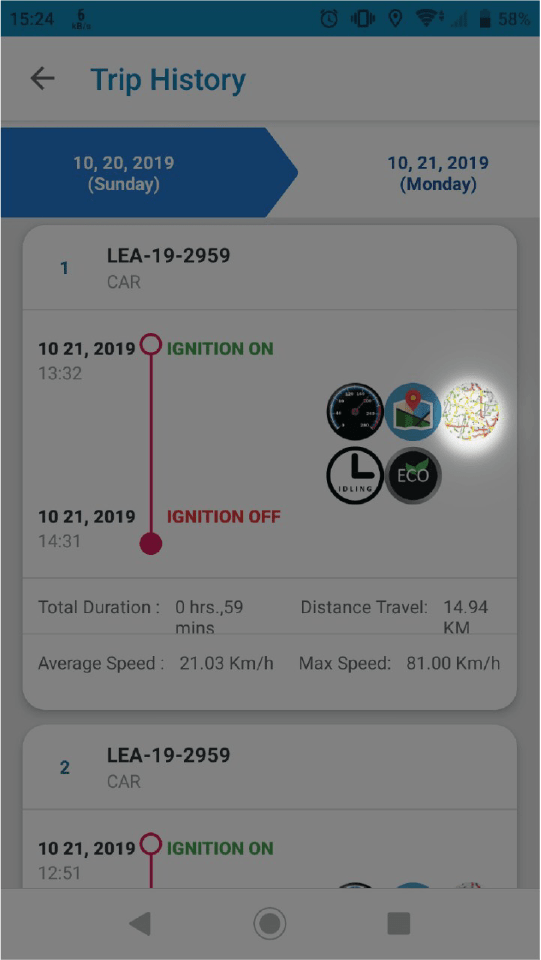 15:24 6 kB/s 58%
Trip History
10, 20, 2019
(Sunday)
10, 21, 2019
(Monday)
1 LEA-19-2959
CAR
10 21, 2019 IGNITION ON
13:32
IDLING ECO
10 21, 2019 IGNITION OFF
14:31
Total Duration : 0 hrs.,59 mins
Distance Travel: 14.94 KM
Average Speed : 21.03 Km/h Max Speed: 81.00 Km/h
2 LEA-19-2959
CAR
10 21, 2019 IGNITION ON
12:51